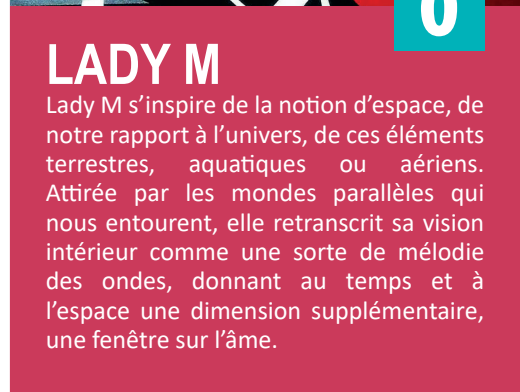 LADY M
Lady M s’inspire de la notion d’espace, de
notre rapport à l’univers, de ces éléments
terrestres, aquatiques ou aériens.
Attirée par les mondes parallèles qui
nous entourent, elle retranscrit sa vision
intérieur comme une sorte de mélodie
des ondes, donnant au temps et à
l’espace une dimension supplémentaire,
une fenêtre sur l’âme.